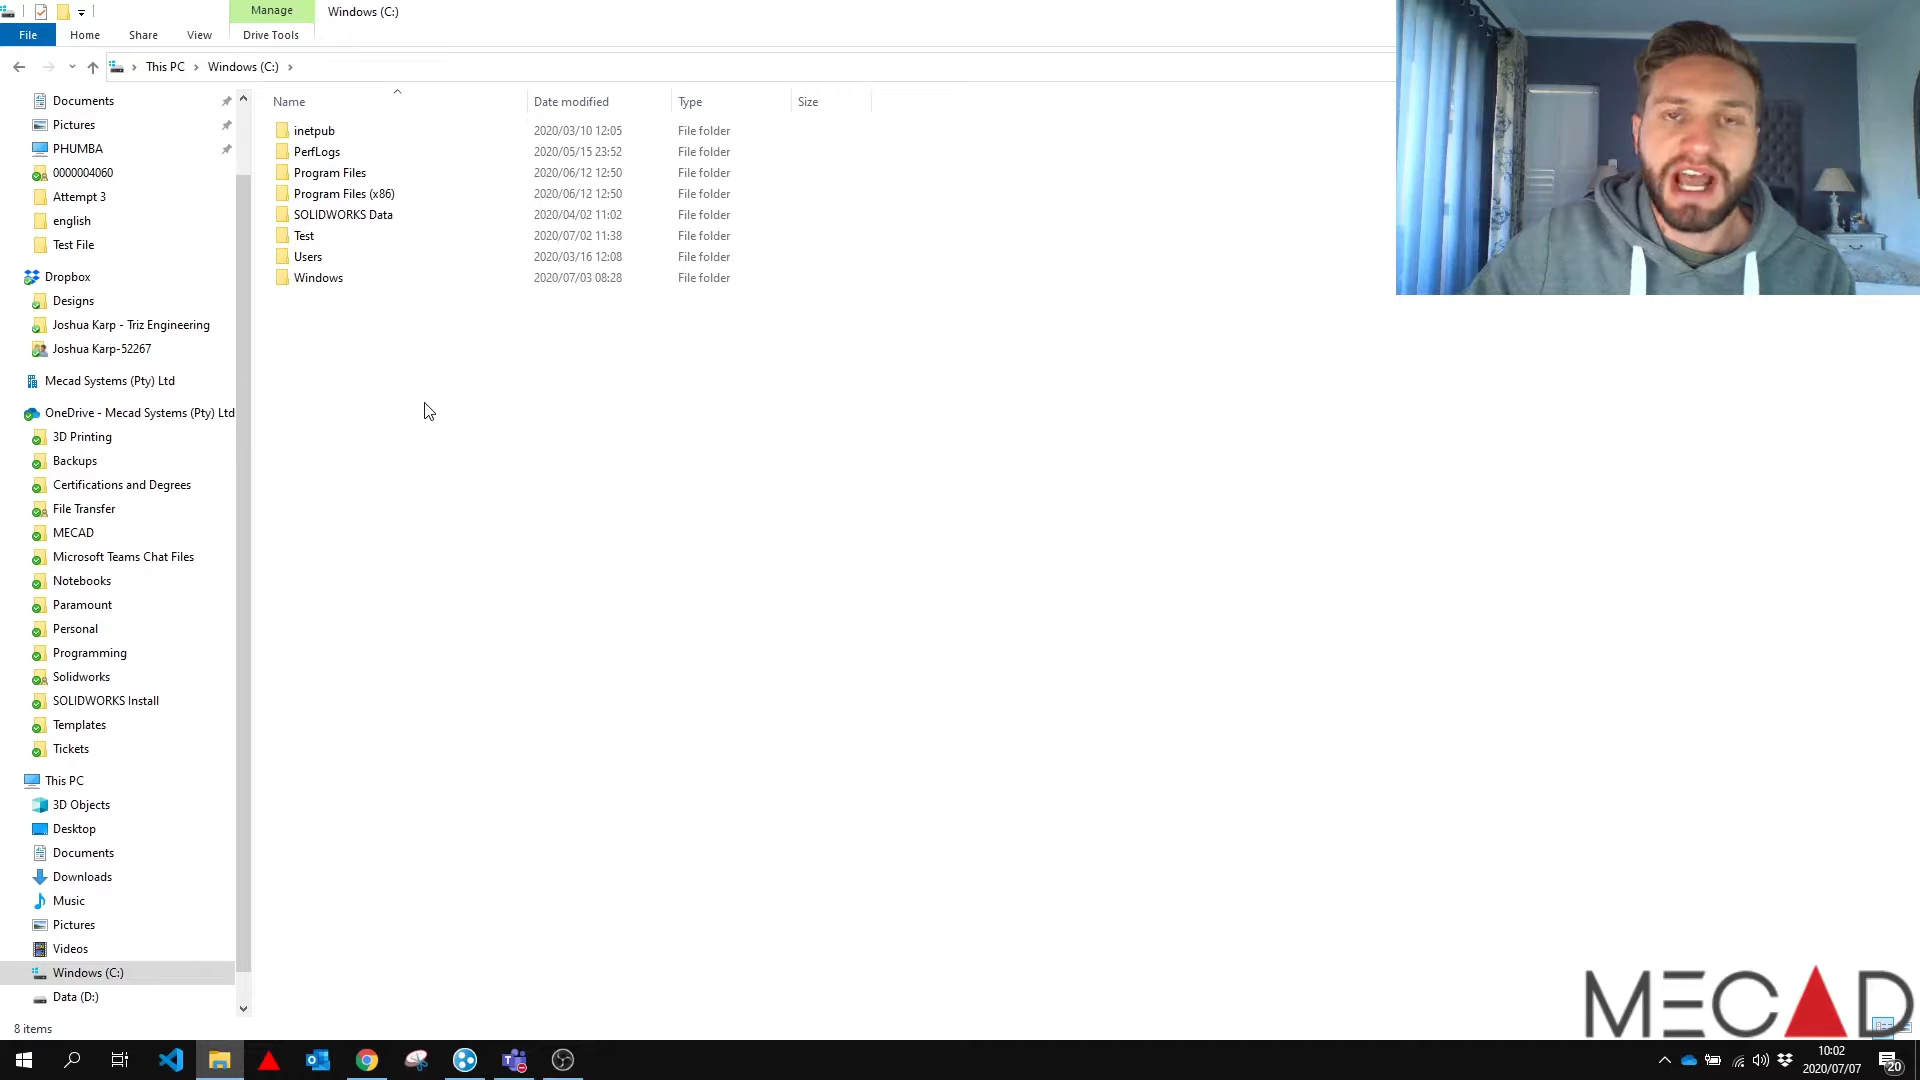 Manage
Windows (C:)
File
Home
Share
View
Drive Tools
This PC
Windows (C:)
Documents
Pictures
PHUMBA
0000004060
Attempt 3
english
Test File
Dropbox
Designs
Joshua Karp - Triz Engineering
Joshua Karp-52267
Mecad Systems (Pty) Ltd
OneDrive - Mecad Systems (Pty) Ltd
3D Printing
Backups
Certifications and Degrees
File Transfer
MECAD
Microsoft Teams Chat Files
Notebooks
Paramount
Personal
Programming
Solidworks
SOLIDWORKS Install
Templates
Tickets
This PC
3D Objects
Desktop
Documents
Downloads
Music
Pictures
Videos
Windows (C:)
Data (D:)
Name Date modified Type Size
inetpub 2020/03/10 12:05 File folder
PerfLogs 2020/05/15 23:52 File folder
Program Files 2020/06/12 12:50 File folder
Program Files (x86) 2020/06/12 12:50 File folder
SOLIDWORKS Data 2020/04/02 11:02 File folder
Test 2020/07/02 11:38 File folder
Users 2020/03/16 12:08 File folder
Windows 2020/07/03 08:28 File folder
MECAD
8 items
10:02
2020/07/07
20